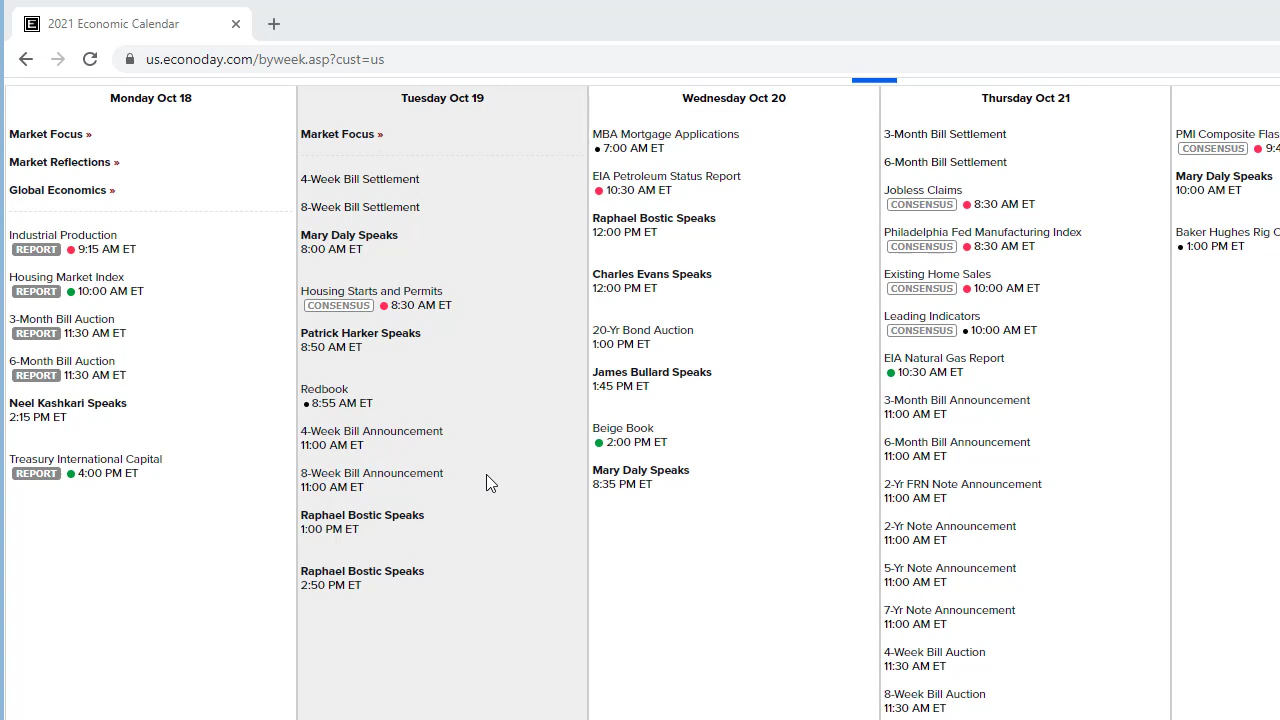 2021 Economic Calendar
us.econoday.com/byweek.asp?cust=us
Monday Oct 18
Market Focus »
Market Reflections »
Global Economics »
Industrial Production
REPORT 9:15 AM ET
Housing Market Index
REPORT 10:00 AM ET
3-Month Bill Auction
REPORT 11:30 AM ET
6-Month Bill Auction
REPORT 11:30 AM ET
Neel Kashkari Speaks
2:15 PM ET
Treasury International Capital
REPORT 4:00 PM ET
Tuesday Oct 19
Market Focus »
4-Week Bill Settlement
8-Week Bill Settlement
Mary Daly Speaks
8:00 AM ET
Housing Starts and Permits
CONSENSUS 8:30 AM ET
Patrick Harker Speaks
8:50 AM ET
Redbook
8:55 AM ET
4-Week Bill Announcement
11:00 AM ET
8-Week Bill Announcement
11:00 AM ET
Raphael Bostic Speaks
1:00 PM ET
Raphael Bostic Speaks
2:50 PM ET
Wednesday Oct 20
MBA Mortgage Applications
7:00 AM ET
EIA Petroleum Status Report
10:30 AM ET
Raphael Bostic Speaks
12:00 PM ET
Charles Evans Speaks
12:00 PM ET
20-Yr Bond Auction
1:00 PM ET
James Bullard Speaks
1:45 PM ET
Beige Book
2:00 PM ET
Mary Daly Speaks
8:35 PM ET
Thursday Oct 21
3-Month Bill Settlement
6-Month Bill Settlement
Jobless Claims
CONSENSUS 8:30 AM ET
Philadelphia Fed Manufacturing Index
CONSENSUS 8:30 AM ET
Existing Home Sales
CONSENSUS 10:00 AM ET
Leading Indicators
CONSENSUS 10:00 AM ET
EIA Natural Gas Report
10:30 AM ET
3-Month Bill Announcement
11:00 AM ET
6-Month Bill Announcement
11:00 AM ET
2-Yr FRN Note Announcement
11:00 AM ET
2-Yr Note Announcement
11:00 AM ET
5-Yr Note Announcement
11:00 AM ET
7-Yr Note Announcement
11:00 AM ET
4-Week Bill Auction
11:30 AM ET
8-Week Bill Auction
11:30 AM ET
PMI Composite Flas
CONSENSUS 9:4
Mary Daly Speaks
10:00 AM ET
Baker Hughes Rig C
1:00 PM ET